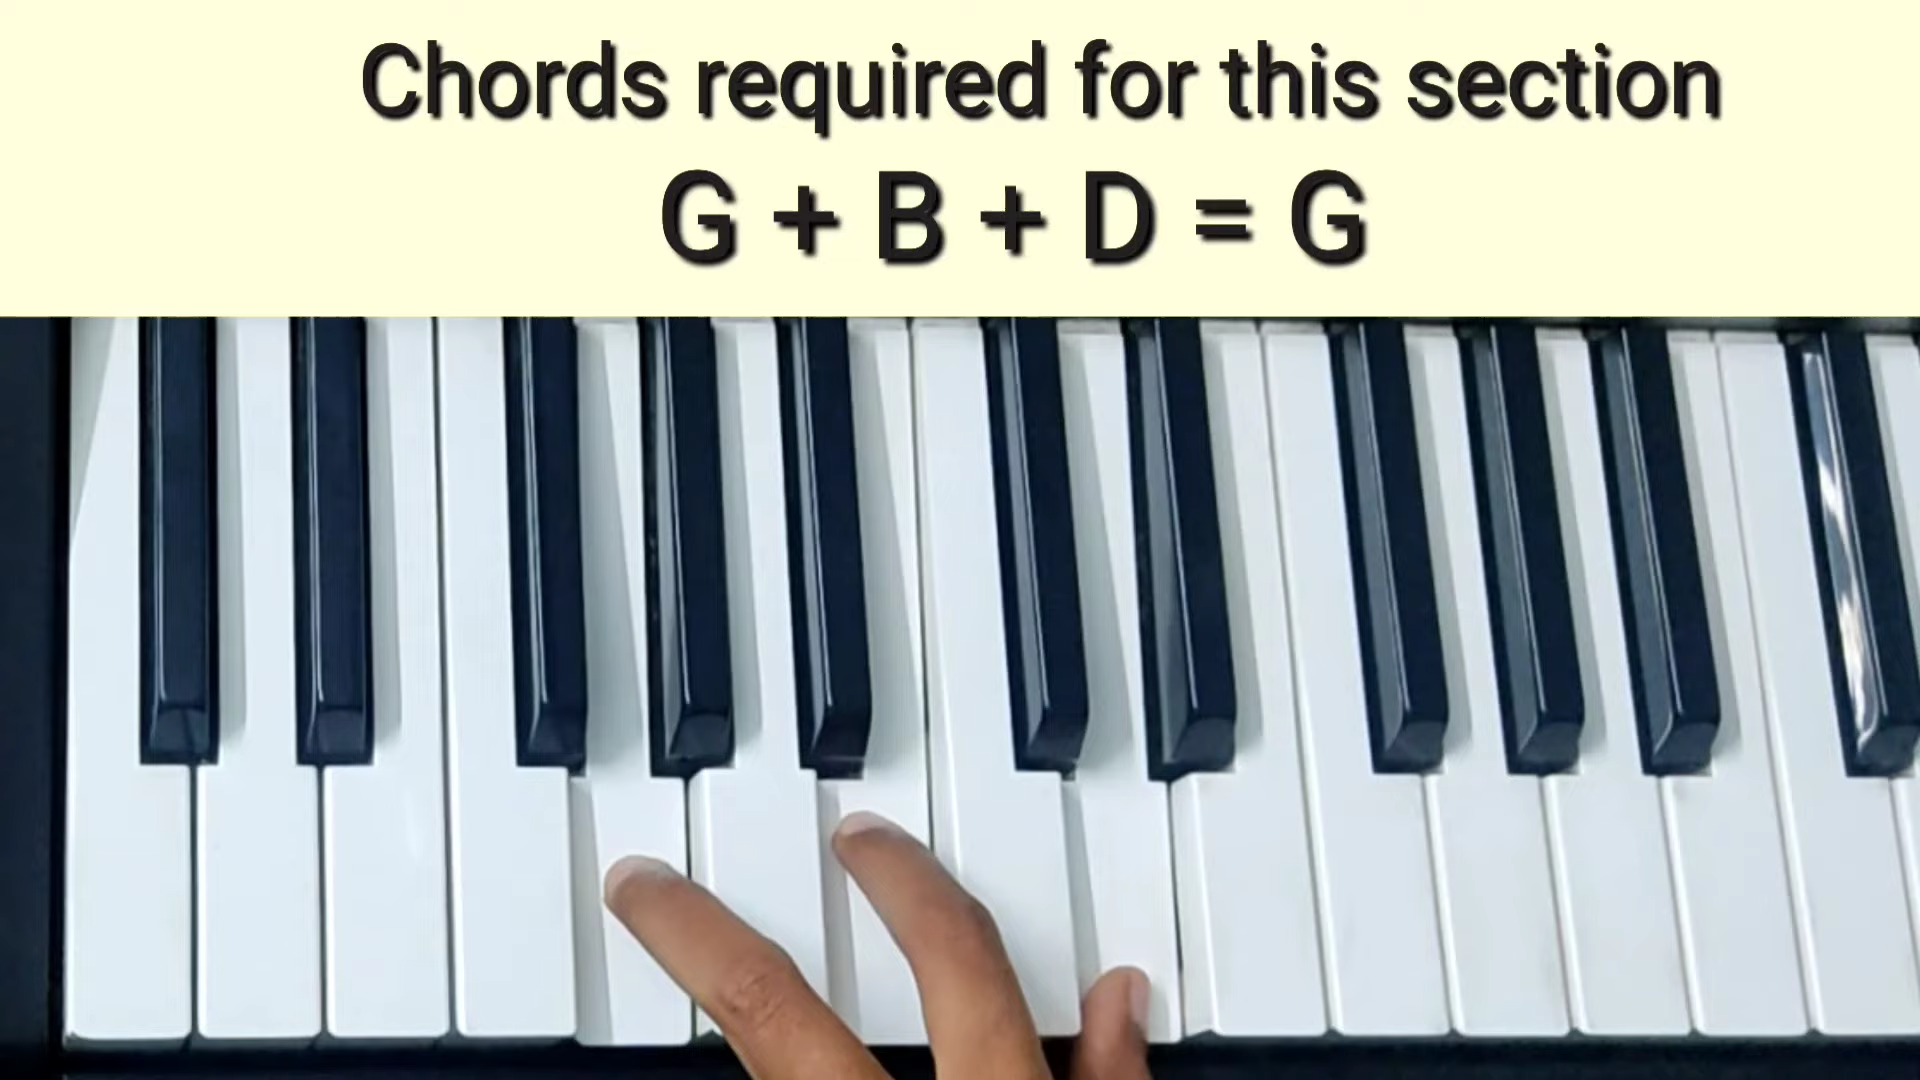 Chords required for this section
G + B + D = G